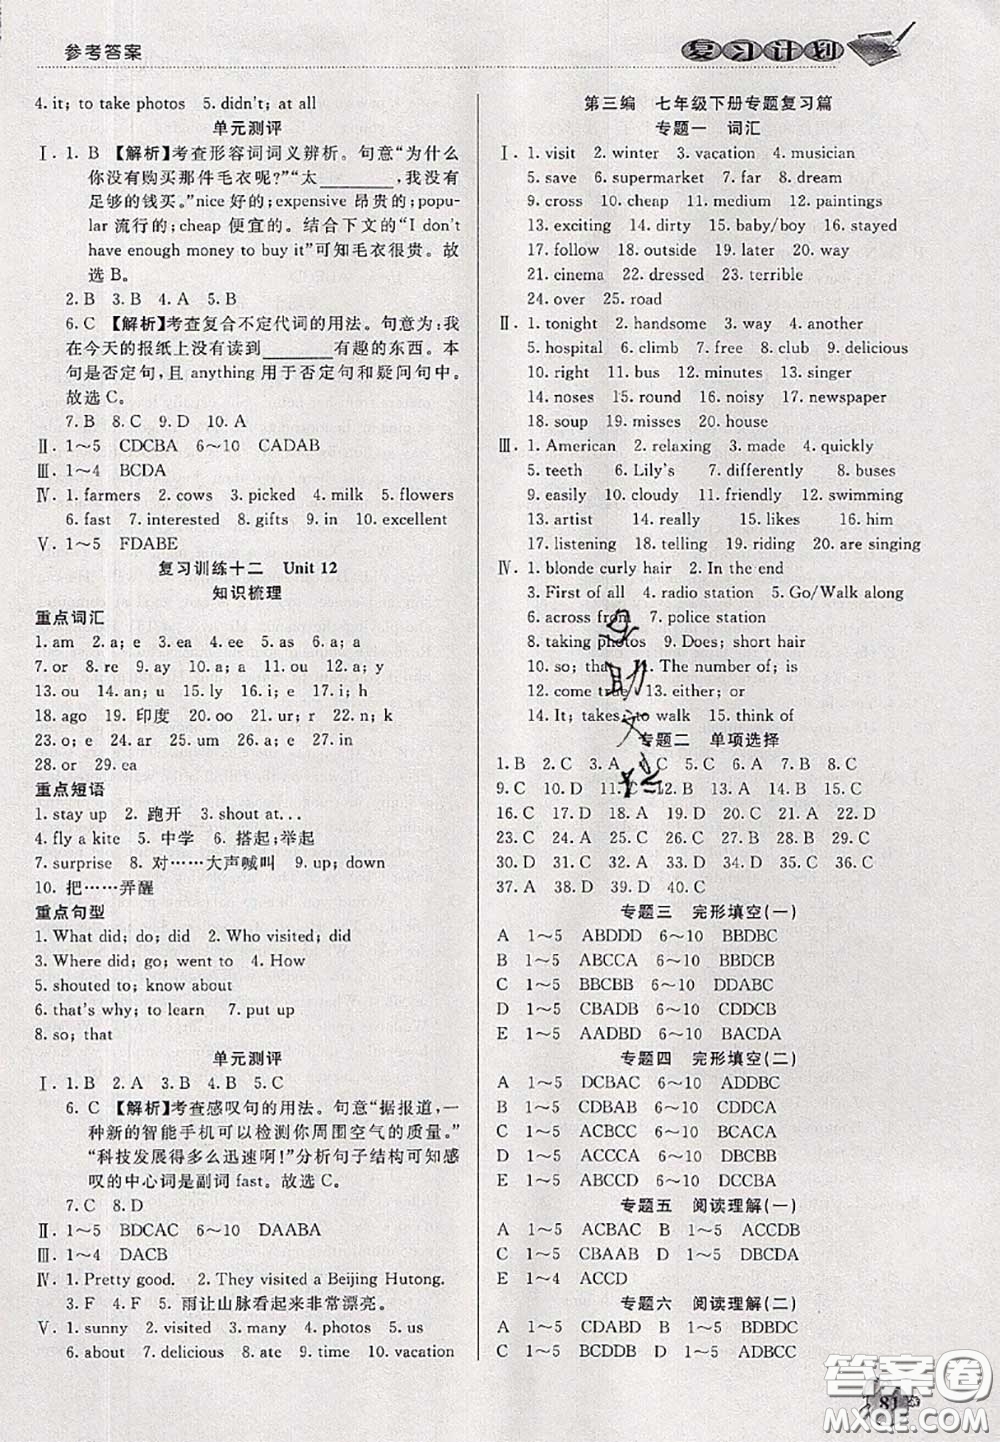 参考答案
复习计划
4. it; to take photos 5. didn't; at all
单元测评
Ⅰ. 1. B 【解析】考查形容词词义辨析。句意“为什么
你没有购买那件毛衣呢?”“太________,我没有
足够的钱买。”nice 好的;expensive 昂贵的;popu-
lar 流行的;cheap 便宜的。结合下文的“I don't
have enough money to buy it”可知毛衣很贵。故
选 B。
2. B 3. B 4. A 5. B
6. C 【解析】考查复合不定代词的用法。句意为:我
在今天的报纸上没有读到________有趣的东西。本
句是否定句,且 anything 用于否定句和疑问句中。
故选 C。
7. B 8. C 9. D 10. A
Ⅱ. 1～5 CDCBA 6～10 CADAB
Ⅲ. 1～4 BCDA
Ⅳ. 1. farmers 2. cows 3. picked 4. milk 5. flowers
6. fast 7. interested 8. gifts 9. in 10. excellent
Ⅴ. 1～5 FDABE
复习训练十二 Unit 12
知识梳理
重点词汇
1. am 2. a; e 3. ea 4. ee 5. as 6. a; a
7. or 8. re 9. ay 10. a; e 11. a; a 12. a; y
13. ou 14. an; u 15. ly 16. ea; e 17. ou
18. ago 19. 印度 20. oo 21. ur 22. n; k
23. o; e 24. ar 25. o; e 26. o; e 27. a; e
28. or 29. ea
重点短语
1. stay up 2. 跑开 3. shout at...
4. fly a kite 5. 中学 6. 搭起;举起
7. surprise 8. 对……大声喊叫 9. up; down
10. 把……弄醒
重点句型
1. What did; do; did 2. Who visited; did
3. Where did; go; went to 4. How
5. shouted to; know about
6. that's why; to learn 7. put up
8. so; that
单元测评
Ⅰ. 1. B 2. A 3. B 4. B 5. C
6. C 【解析】考查感叹句的用法。句意“据报道,一
种新的智能手机可以检测你周围空气的质量。”
“科技发展得多么迅速啊!”分析句子结构可知感
叹的中心词是副词 fast。故选 C。
7. C 8. D
Ⅱ. 1～5 BDCAC 6～10 DAABA
Ⅲ. 1～4 DACB
Ⅳ. 1. Pretty good. 2. They visited a Beijing Hutong.
3. F 4. F 5. 雨让山脉看起来非常漂亮。
Ⅴ. 1. sunny 2. visited 3. many 4. photos 5. us
6. about 7. delicious 8. ate 9. time 10. vacation
第三编 七年级下册专题复习篇
专题一 词汇
Ⅰ. 1. visit 2. winter 3. vacation 4. musician
5. save 6. supermarket 7. far 8. dream
9. cross 10. cheap 11. medium 12. paintings
13. exciting 14. dirty 15. baby/boy 16. stayed
17. follow 18. outside 19. later 20. way
21. cinema 22. dressed 23. terrible
24. over 25. road
Ⅱ. 1. tonight 2. handsome 3. way 4. another
5. hospital 6. climb 7. free 8. club 9. delicious
10. right 11. bus 12. minutes 13. singer
14. noses 15. round 16. noisy 17. newspaper
18. soup 19. misses 20. house
Ⅲ. 1. American 2. relaxing 3. made 4. quickly
5. teeth 6. Lily's 7. differently 8. buses
9. easily 10. cloudy 11. friendly 12. swimming
13. artist 14. really 15. likes 16. him
17. listening 18. telling 19. riding 20. are singing
Ⅳ. 1. blonde curly hair 2. In the end
3. First of all 4. radio station 5. Go/Walk along
6. across from 7. police station
8. taking photos 9. Does; short hair
10. so; that 11. The number of; is
12. come true 13. either; or
14. It; takes; to walk 15. think of
专题二 单项选择
1. B 2. C 3. A 4. C 5. C 6. A 7. B 8. C
9. C 10. D 11. C 12. B 13. A 14. B 15. C
16. C 17. D 18. A 19. D 20. D 21. D 22. D
23. C 24. A 25. C 26. A 27. A 28. B 29. B
30. D 31. A 32. A 33. A 34. B 35. C 36. C
37. A 38. D 39. D 40. C
专题三 完形填空(一)
A 1～5 ABDDD 6～10 BBDBC
B 1～5 ABCCA 6～10 BBDCB
C 1～5 BBCBC 6～10 DDABC
D 1～5 CBADB 6～10 CBDBC
E 1～5 AADBD 6～10 BACDA
专题四 完形填空(二)
A 1～5 DCBAC 6～10 ADDBC
B 1～5 CDBAB 6～10 CDDCA
C 1～5 ACBCC 6～10 BCDBA
D 1～5 DACCC 6～10 DCCBA
专题五 阅读理解(一)
A 1～5 ACBAC B 1～5 ACCDB
C 1～5 CBAAB D 1～5 DDABC
E 1～4 ACCD
专题六 阅读理解(二)
A 1～5 CDABD B 1～5 BDBDC
C 1～5 BCDDB D 1～5 ADBCC
81
答案圈
MXQE.COM